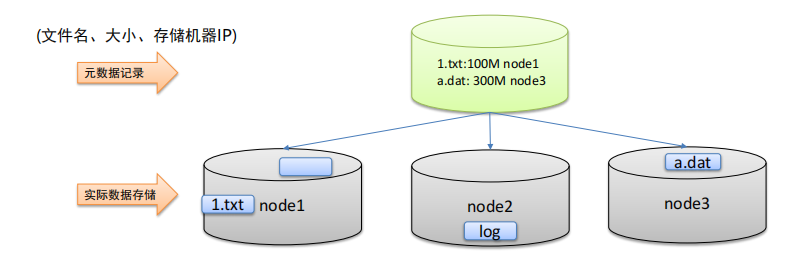 (文件名、大小、存储机器IP)
元数据记录
1.txt:100M node1
a.dat: 300M node3
实际数据存储
1.txt
node1
node2
log
a.dat
node3